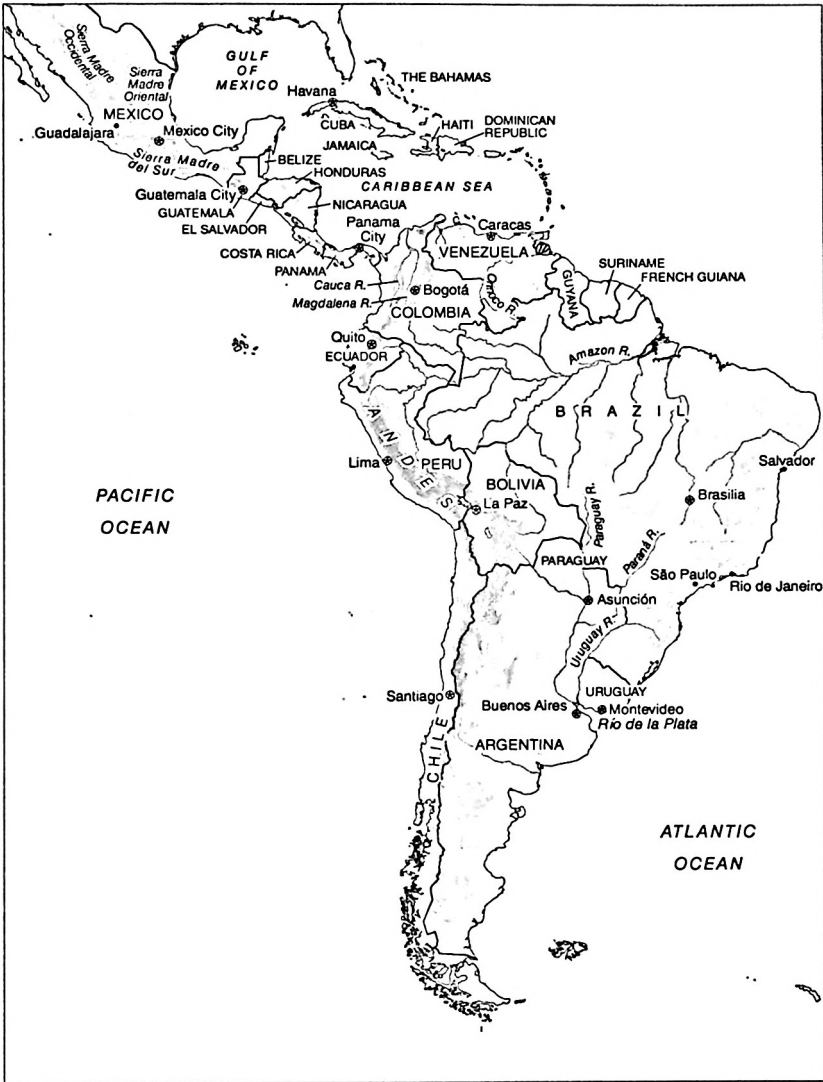 Sierra Madre
Occidental
Sierra
Madre
Oriental
GULF
OF
MEXICO
THE BAHAMAS
Havana
MEXICO
Guadalajara
Mexico City
CUBA
HAITI
DOMINICAN
REPUBLIC
JAMAICA
Sierra Madre
del Sur
BELIZE
HONDURAS
CARIBBEAN SEA
Guatemala City
GUATEMALA
NICARAGUA
EL SALVADOR
Panama
City
Caracas
COSTA RICA
PANAMA
VENEZUELA
SURINAME
FRENCH GUIANA
GUYANA
Cauca R.
Magdalena R.
Bogotá
Orinoco R.
COLOMBIA
Quito
ECUADOR
Amazon R.
BRAZIL
ANDES
Lima
PERU
BOLIVIA
La Paz
Salvador
Brasilia
PACIFIC
OCEAN
Paraguay R.
Paraná R.
PARAGUAY
São Paulo
Rio de Janeiro
Asunción
Uruguay R.
Santiago
URUGUAY
Buenos Aires
Montevideo
Río de la Plata
ARGENTINA
CHILE
ATLANTIC
OCEAN